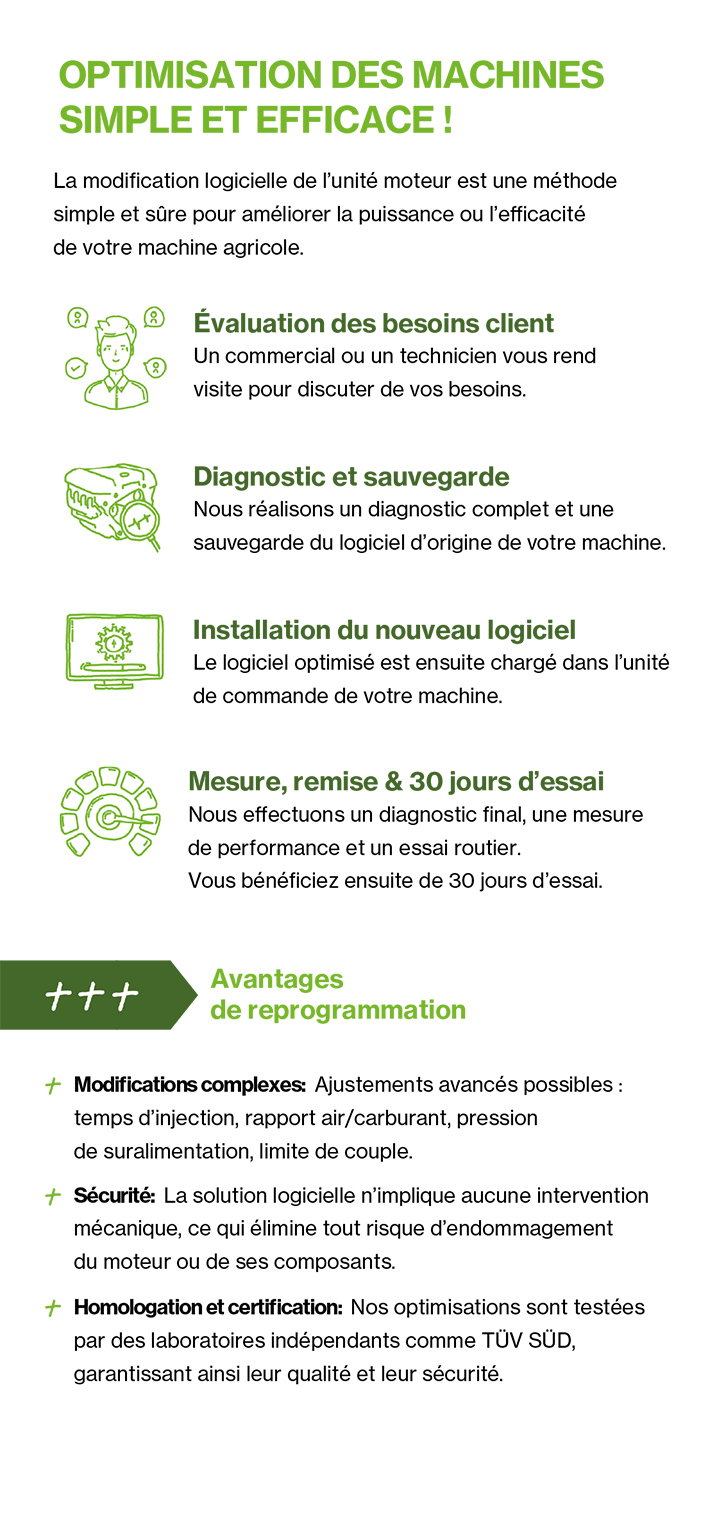 OPTIMISATION DES MACHINES
SIMPLE ET EFFICACE !
La modification logicielle de l’unité moteur est une méthode
simple et sûre pour améliorer la puissance ou l’efficacité
de votre machine agricole.
Évaluation des besoins client
Un commercial ou un technicien vous rend
visite pour discuter de vos besoins.
Diagnostic et sauvegarde
Nous réalisons un diagnostic complet et une
sauvegarde du logiciel d’origine de votre machine.
Installation du nouveau logiciel
Le logiciel optimisé est ensuite chargé dans l’unité
de commande de votre machine.
Mesure, remise & 30 jours d’essai
Nous effectuons un diagnostic final, une mesure
de performance et un essai routier.
Vous bénéficiez ensuite de 30 jours d’essai.
+++
Avantages
de reprogrammation
+ Modifications complexes: Ajustements avancés possibles :
temps d’injection, rapport air/carburant, pression
de suralimentation, limite de couple.
+ Sécurité: La solution logicielle n’implique aucune intervention
mécanique, ce qui élimine tout risque d’endommagement
du moteur ou de ses composants.
+ Homologation et certification: Nos optimisations sont testées
par des laboratoires indépendants comme TÜV SÜD,
garantissant ainsi leur qualité et leur sécurité.